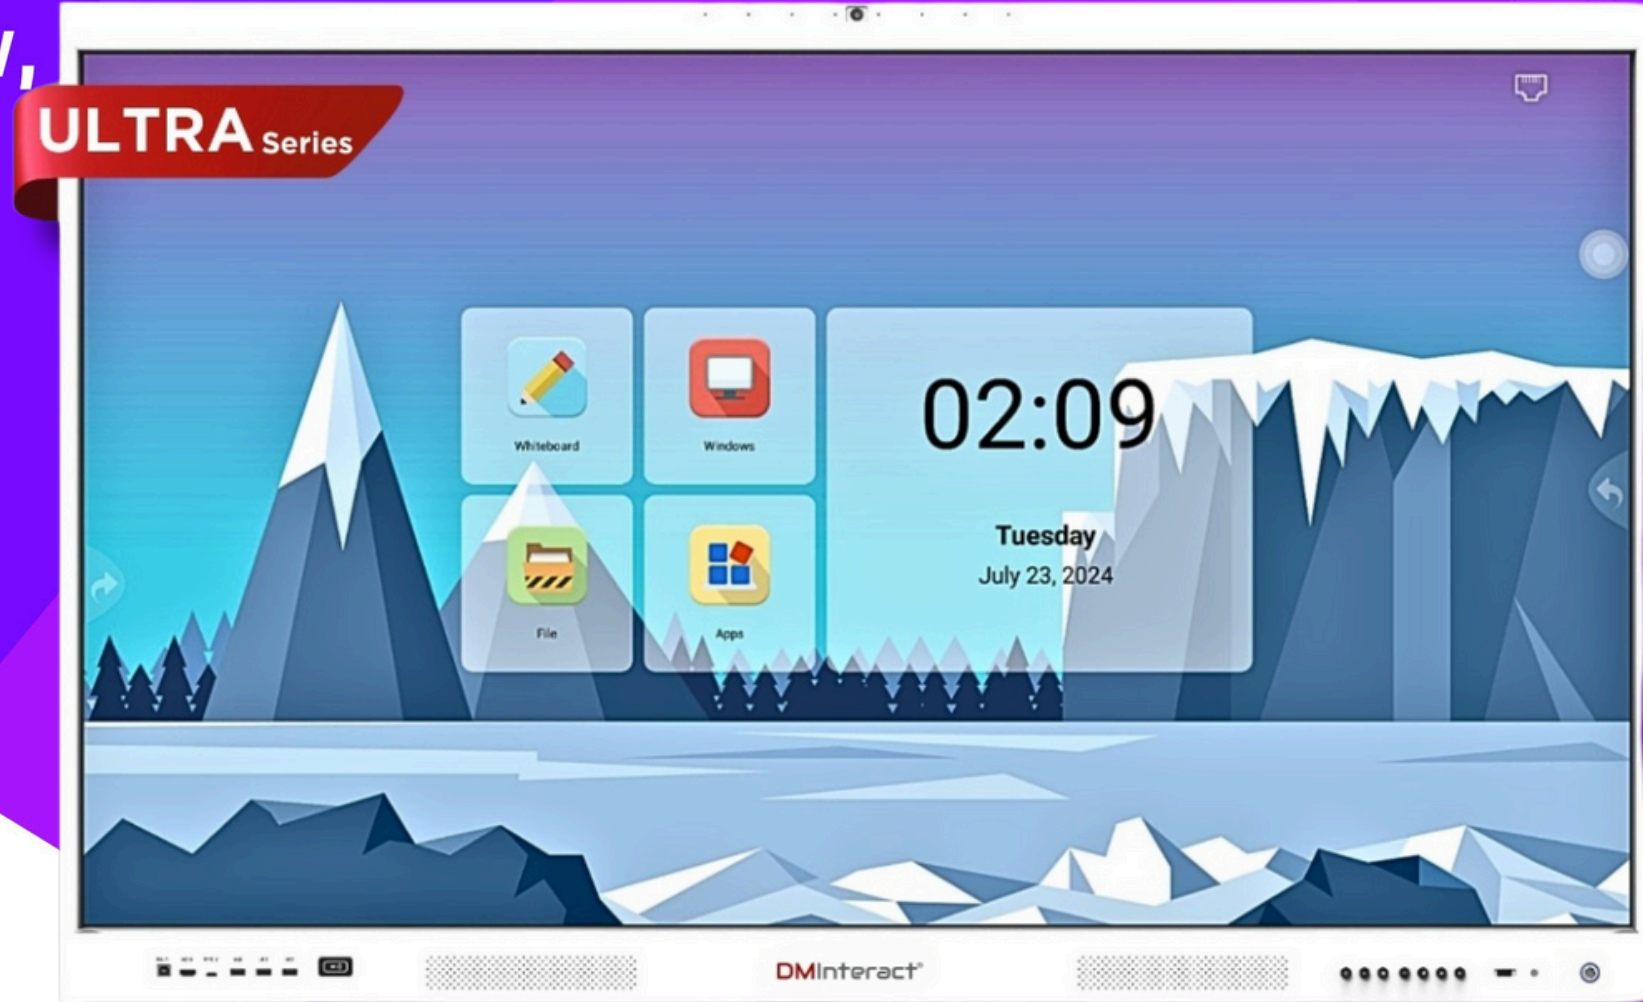 ULTRA Series
Whiteboard
Windows
02:09
Tuesday
July 23, 2024
File
Apps
DMInteract®